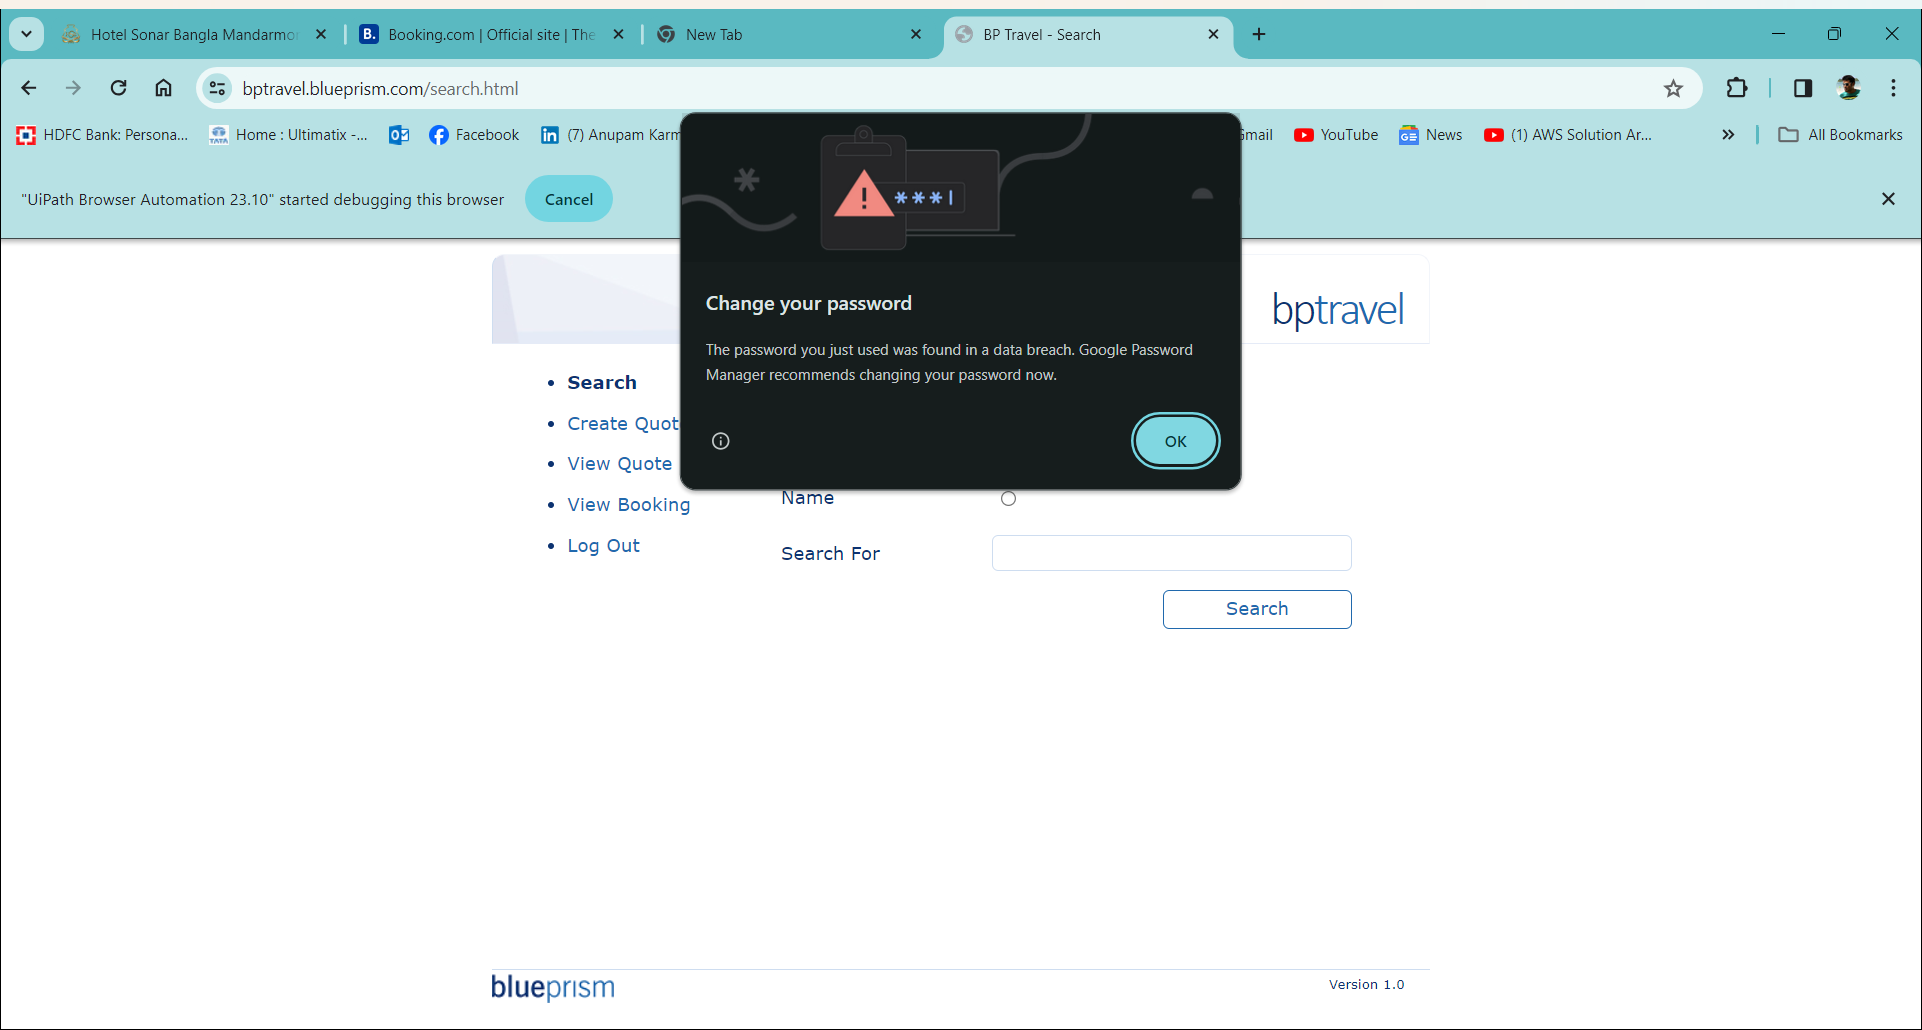 Hotel Sonar Bangla Mandarmo
B. Booking.com | Official site | The
New Tab
BP Travel - Search
bptravel.blueprism.com/search.html
HDFC Bank: Persona...
TATA
Home : Ultimatix -...
Facebook
in (7) Anupam Karm
Gmail
YouTube
GE News
(1) AWS Solution Ar...
»
All Bookmarks
"UiPath Browser Automation 23.10" started debugging this browser
Cancel
***|
Change your password
The password you just used was found in a data breach. Google Password
Manager recommends changing your password now.
OK
bptravel
Search
Create Quot
View Quote
View Booking
Log Out
Name
Search For
Search
blueprism
Version 1.0